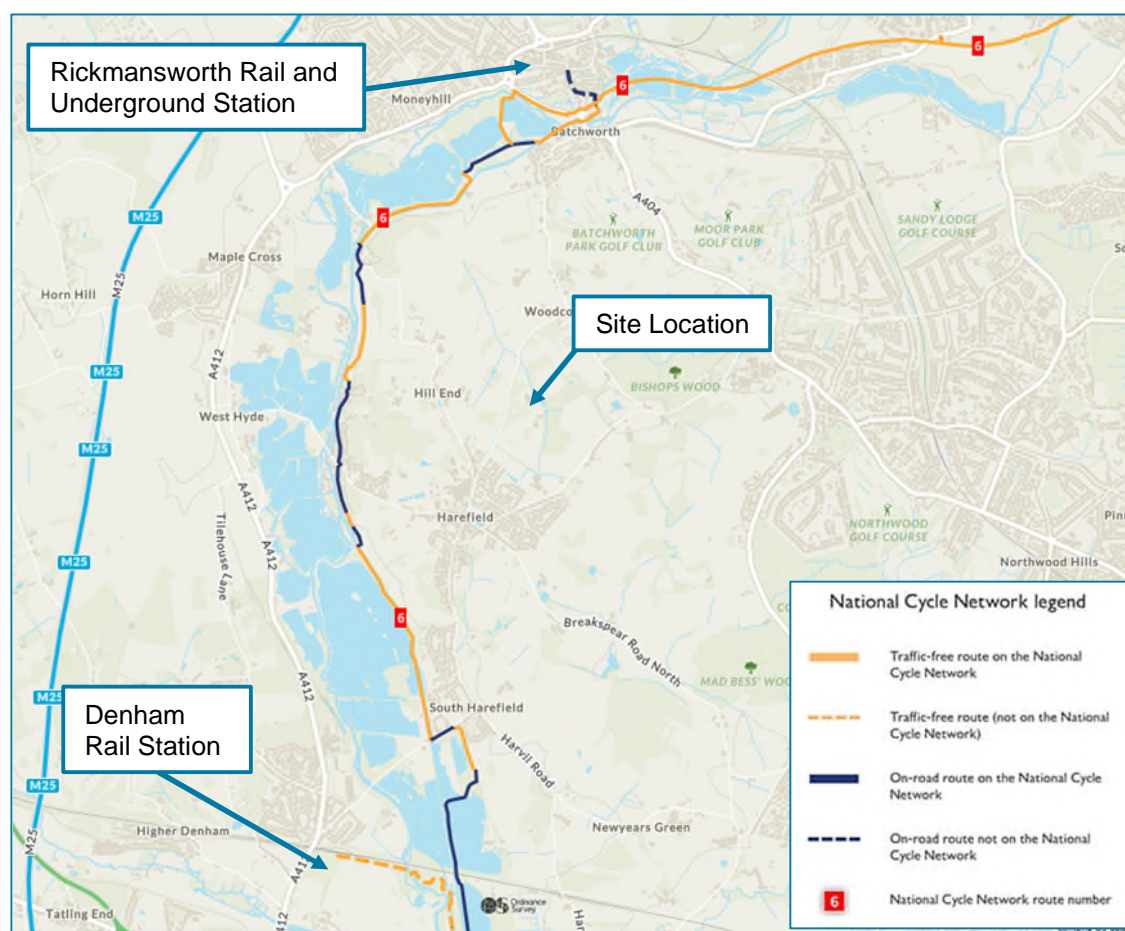 Rickmansworth Rail and
Underground Station
Moneyhill
6
6
Batchworth
A404
BATCHWORTH
PARK GOLF CLUB
MOOR PARK
GOLF CLUB
SANDY LODGE
GOLF COURSE
M25
6
Maple Cross
Horn Hill
M25
Site Location
A412
M25
BISHOPS WOOD
Hill End
West Hyde
M25
A412
Harefield
Tilehouse Lane
A412
NORTHWOOD
GOLF COURSE
Northwood Hills
M25
6
Breakspear Road North
A412
Denham
Rail Station
South Harefield
Harvil Road
M25
Higher Denham
A412
Newyears Green
M25
Tatling End
Ordnance
Survey
National Cycle Network legend
Traffic-free route on the National
Cycle Network
Traffic-free route (not on the National
Cycle Network)
On-road route on the National Cycle
Network
On-road route not on the National
Cycle Network
6
National Cycle Network route number